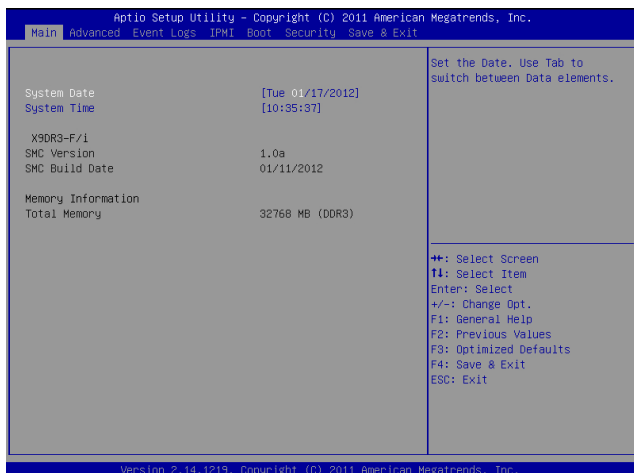 Aptio Setup Utility – Copyright (C) 2011 American Megatrends, Inc.
Main Advanced Event Logs IPMI Boot Security Save & Exit
Set the Date. Use Tab to
switch between Data elements.
System Date [Tue 01/17/2012]
System Time [10:35:37]
X9DR3-F/i
SMC Version 1.0a
SMC Build Date 01/11/2012
Memory Information
Total Memory 32768 MB (DDR3)
→←: Select Screen
↑↓: Select Item
Enter: Select
+/-: Change Opt.
F1: General Help
F2: Previous Values
F3: Optimized Defaults
F4: Save & Exit
ESC: Exit
Version 2.14.1219. Copyright (C) 2011 American Megatrends, Inc.